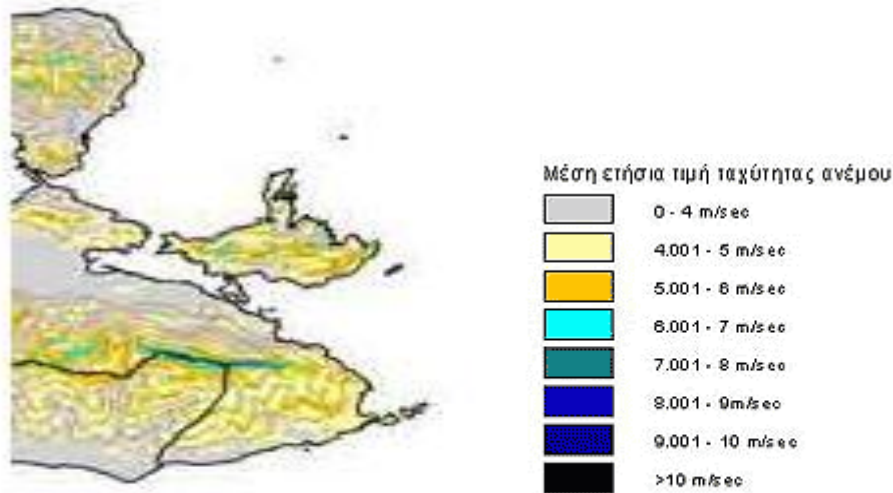 Μέση ετήσια τιμή ταχύτητας ανέμου
0 - 4 m/sec
4.001 - 5 m/sec
5.001 - 6 m/sec
6.001 - 7 m/sec
7.001 - 8 m/sec
8.001 - 9m/sec
9.001 - 10 m/sec
>10 m/sec